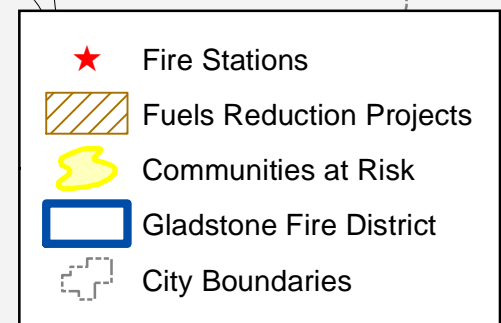 Fire Stations
Fuels Reduction Projects
Communities at Risk
Gladstone Fire District
City Boundaries